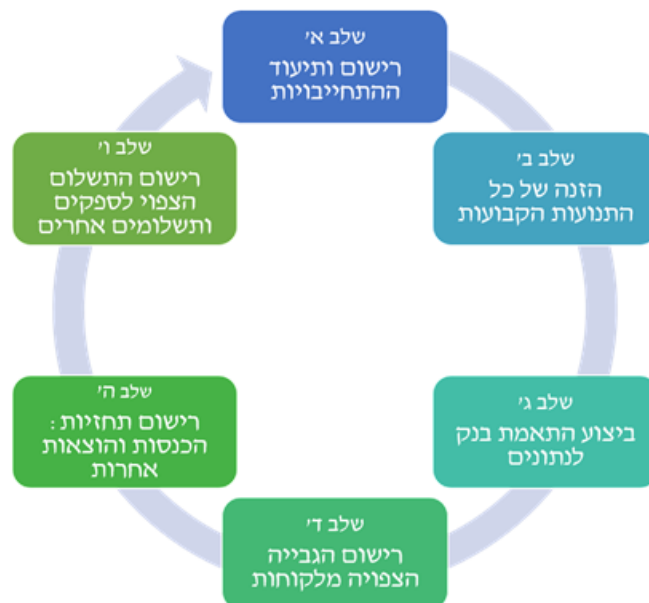 שלב א'
רישום ותיעוד
ההתחייבויות
שלב ב'
הזנה של כל
התנועות הקבועות
שלב ג'
ביצוע התאמת בנק
לנתונים
שלב ד'
רישום הגבייה
הצפויה מלקוחות
שלב ה'
רישום תחזיות:
הכנסות והוצאות
אחרות
שלב ו'
רישום התשלום
הצפוי לספקים
ותשלומים אחרים